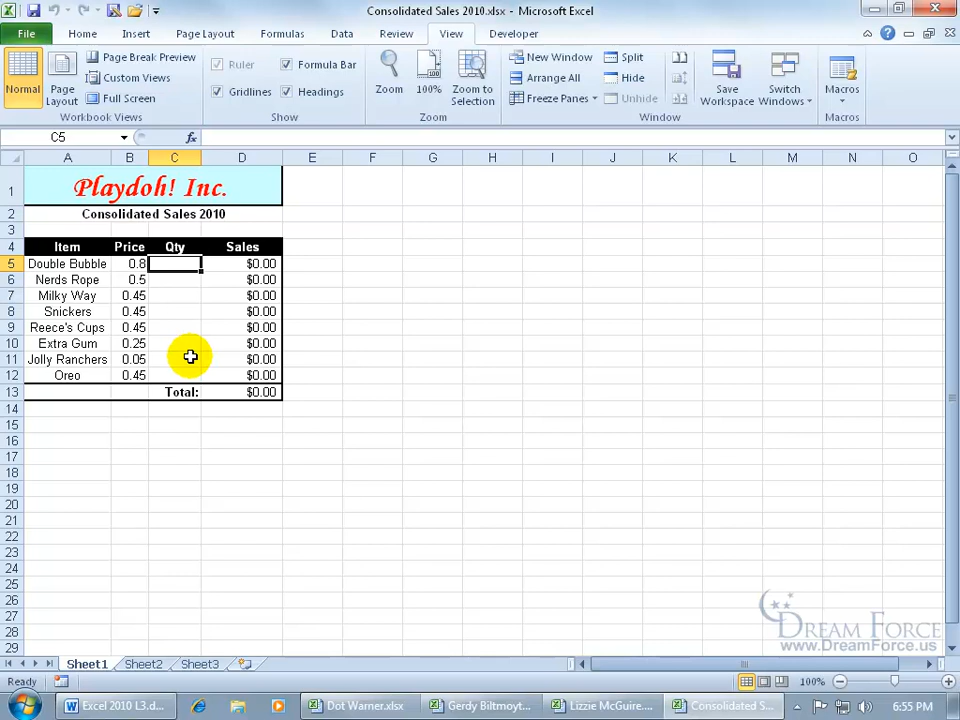 Consolidated Sales 2010.xlsx - Microsoft Excel
File Home Insert Page Layout Formulas Data Review View Developer
Normal
Page Layout
Page Break Preview
Custom Views
Full Screen
Workbook Views
Ruler
Formula Bar
Gridlines
Headings
Show
Zoom
100%
Zoom to Selection
Zoom
New Window
Arrange All
Freeze Panes
Split
Hide
Unhide
Save Workspace
Switch Windows
Window
Macros
Macros
C5
fx
A B C D E F G H I J K L M N O
1 Playdoh! Inc.
2 Consolidated Sales 2010
3
4 Item Price Qty Sales
5 Double Bubble 0.8 $0.00
6 Nerds Rope 0.5 $0.00
7 Milky Way 0.45 $0.00
8 Snickers 0.45 $0.00
9 Reece's Cups 0.45 $0.00
10 Extra Gum 0.25 $0.00
11 Jolly Ranchers 0.05 $0.00
12 Oreo 0.45 $0.00
13 Total: $0.00
14
15
16
17
18
19
20
21
22
23
24
25
26
27
28
29
DREAM FORCE
www.DreamForce.us
Sheet1 Sheet2 Sheet3
Ready
100%
Excel 2010 L3.d...
Dot Warner.xlsx
Gerdy Biltmoyt...
Lizzie McGuire....
Consolidated S...
6:55 PM